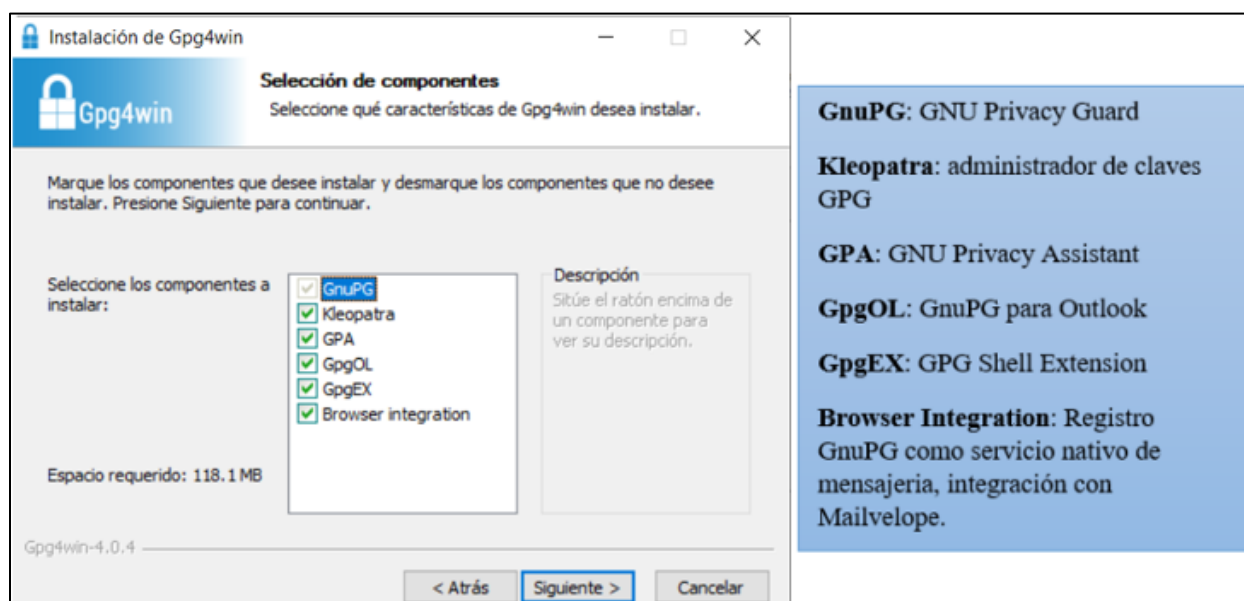 Instalación de Gpg4win
Gpg4win
Selección de componentes
Seleccione qué características de Gpg4win desea instalar.
Marque los componentes que desee instalar y desmarque los componentes que no desee
instalar. Presione Siguiente para continuar.
Seleccione los componentes a
instalar:
GnuPG
Kleopatra
GPA
GpgOL
GpgEX
Browser integration
Descripción
Sitúe el ratón encima de
un componente para
ver su descripción.
Espacio requerido: 118.1 MB
Gpg4win-4.0.4
< Atrás
Siguiente >
Cancelar
GnuPG: GNU Privacy Guard
Kleopatra: administrador de claves
GPG
GPA: GNU Privacy Assistant
GpgOL: GnuPG para Outlook
GpgEX: GPG Shell Extension
Browser Integration: Registro
GnuPG como servicio nativo de
mensajeria, integración con
Mailvelope.